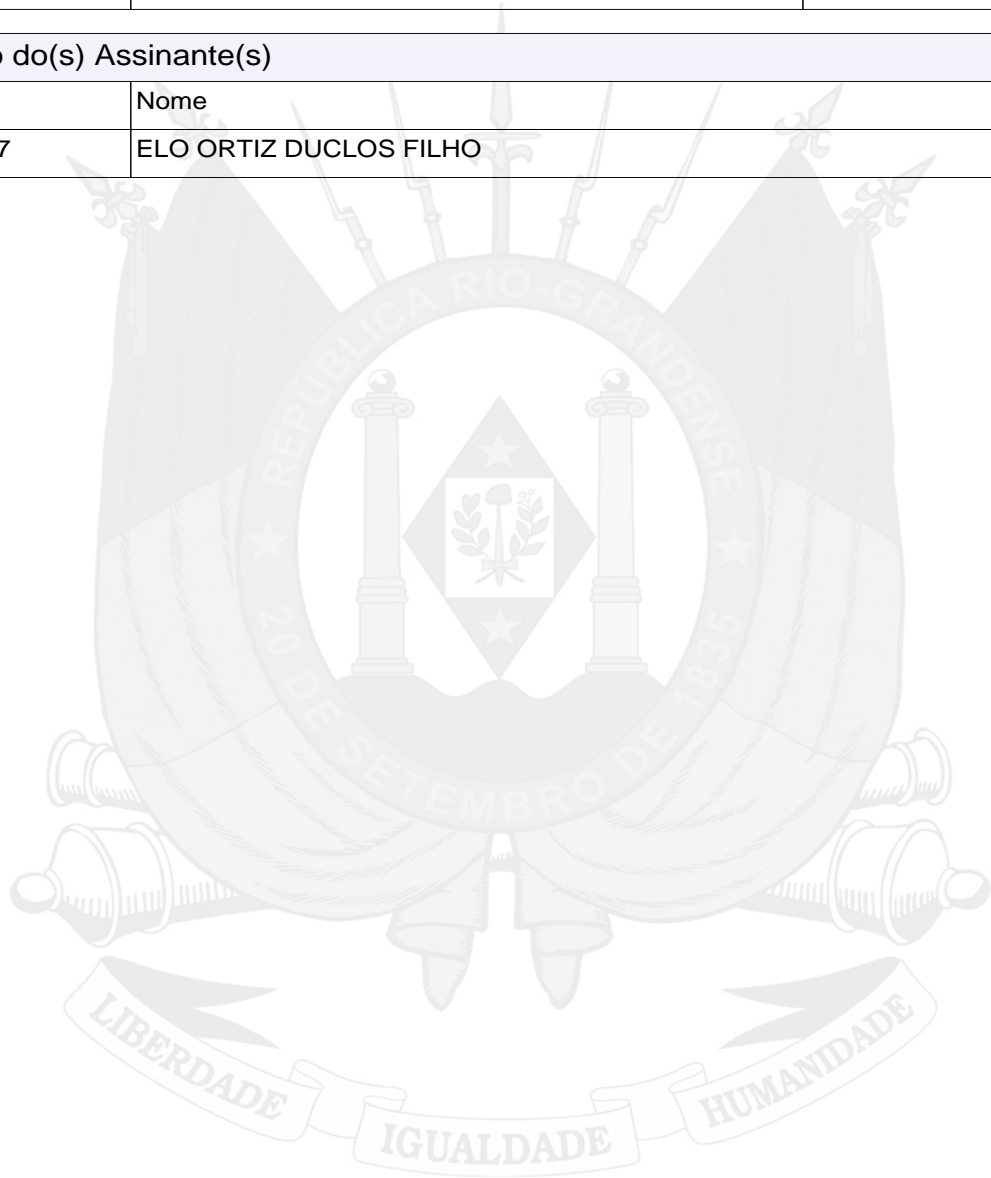 o do(s) Assinante(s)
Nome
7 ELO ORTIZ DUCLOS FILHO
REPÚBLICA RIO-GRANDENSE
20 DE SETEMBRO DE 1835
LIBERDADE
IGUALDADE
HUMANIDADE